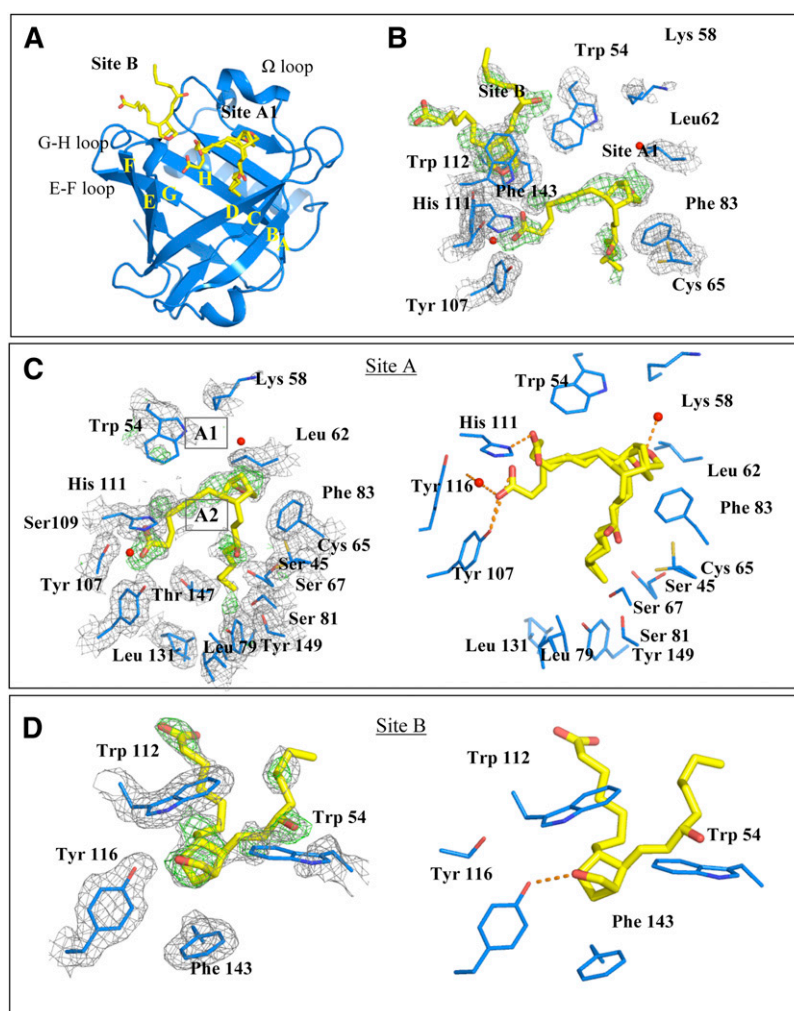 A
Site B
Ω loop
Site A1
G-H loop
E-F loop
F
E
G
H
D
C
B
A
B
Lys 58
Trp 54
Site B
Leu62
Site A1
Trp 112
Phe 143
His 111
Phe 83
Tyr 107
Cys 65
C
Site A
Lys 58
Trp 54
A1
Leu 62
His 111
Phe 83
A2
Ser109
Cys 65
Ser 45
Tyr 107
Thr 147
Ser 67
Ser 81
Leu 131
Leu 79
Tyr 149
Trp 54
Lys 58
His 111
Leu 62
Tyr 116
Phe 83
Tyr 107
Cys 65
Ser 45
Ser 67
Ser 81
Leu 131
Leu 79
Tyr 149
D
Site B
Trp 112
Trp 54
Tyr 116
Phe 143
Trp 112
Trp 54
Tyr 116
Phe 143